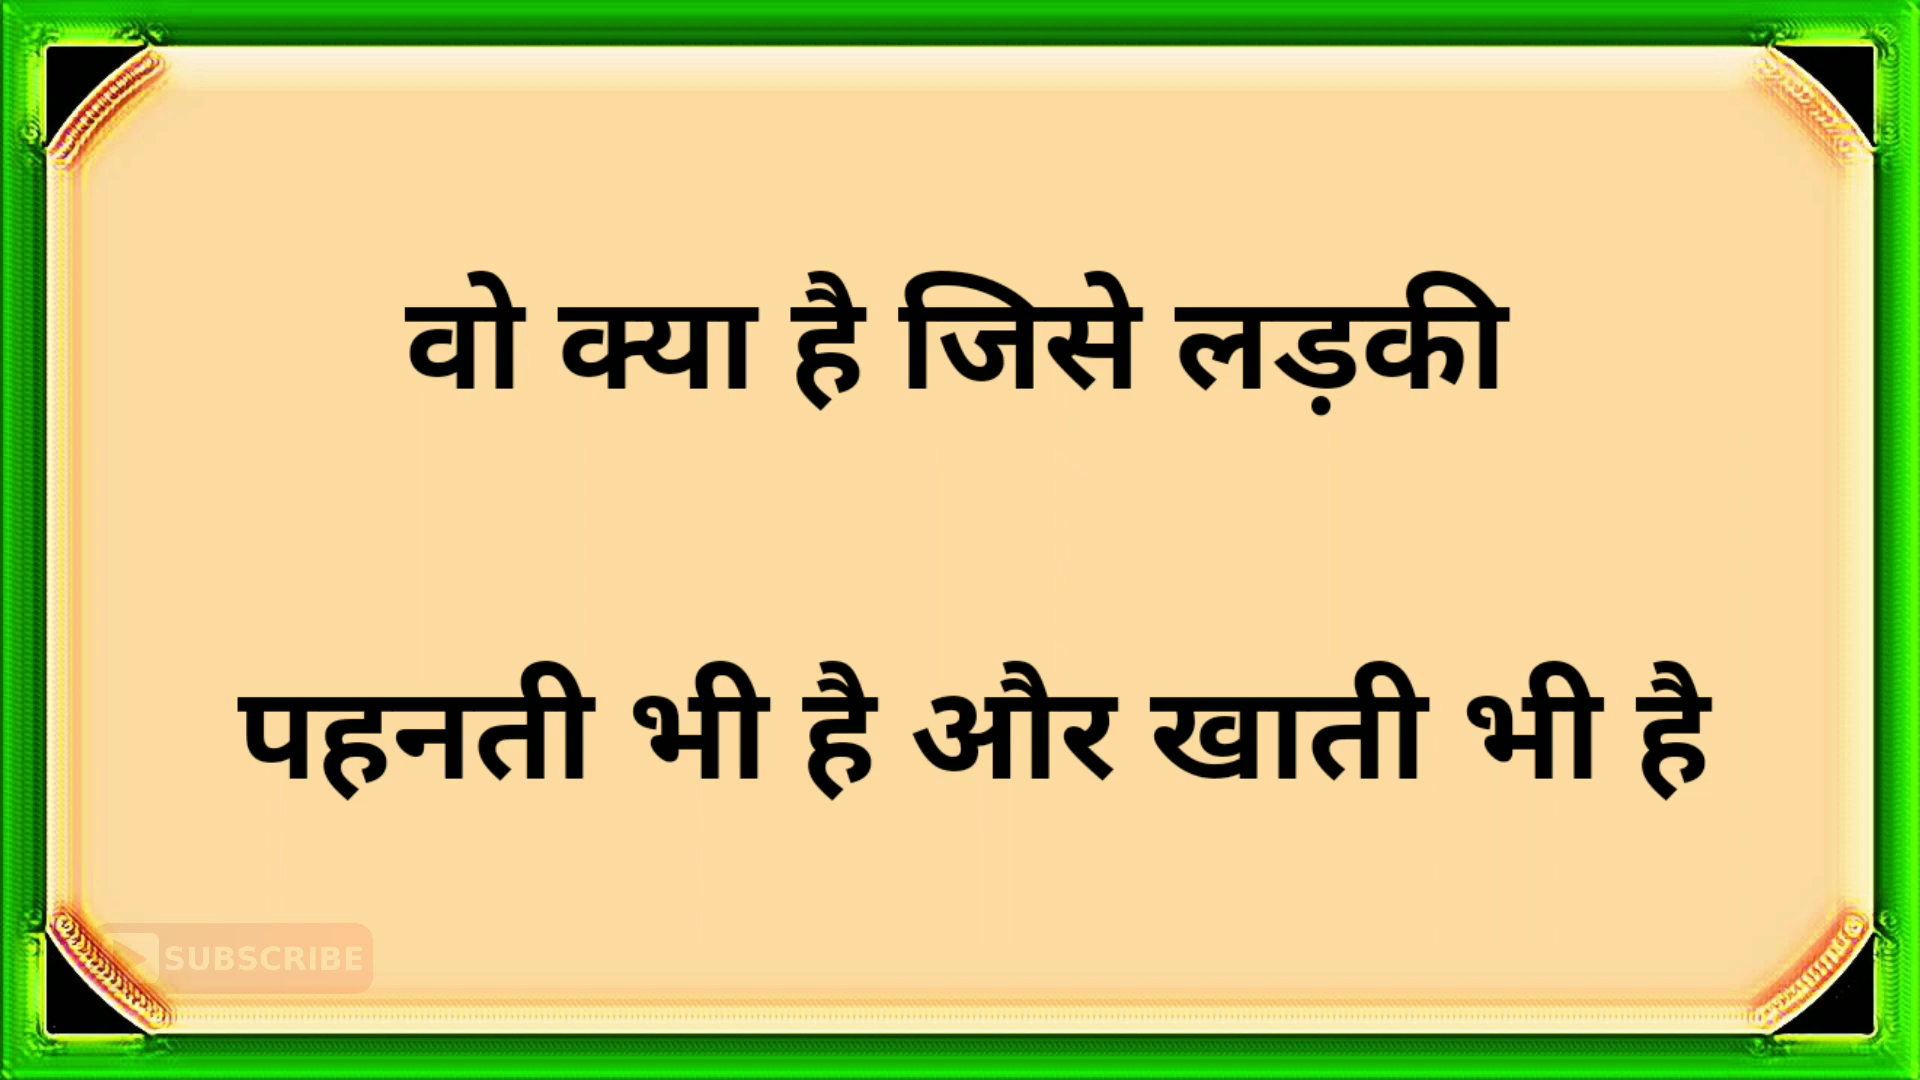 वो क्या है जिसे लड़की
पहनती भी है और खाती भी है
SUBSCRIBE